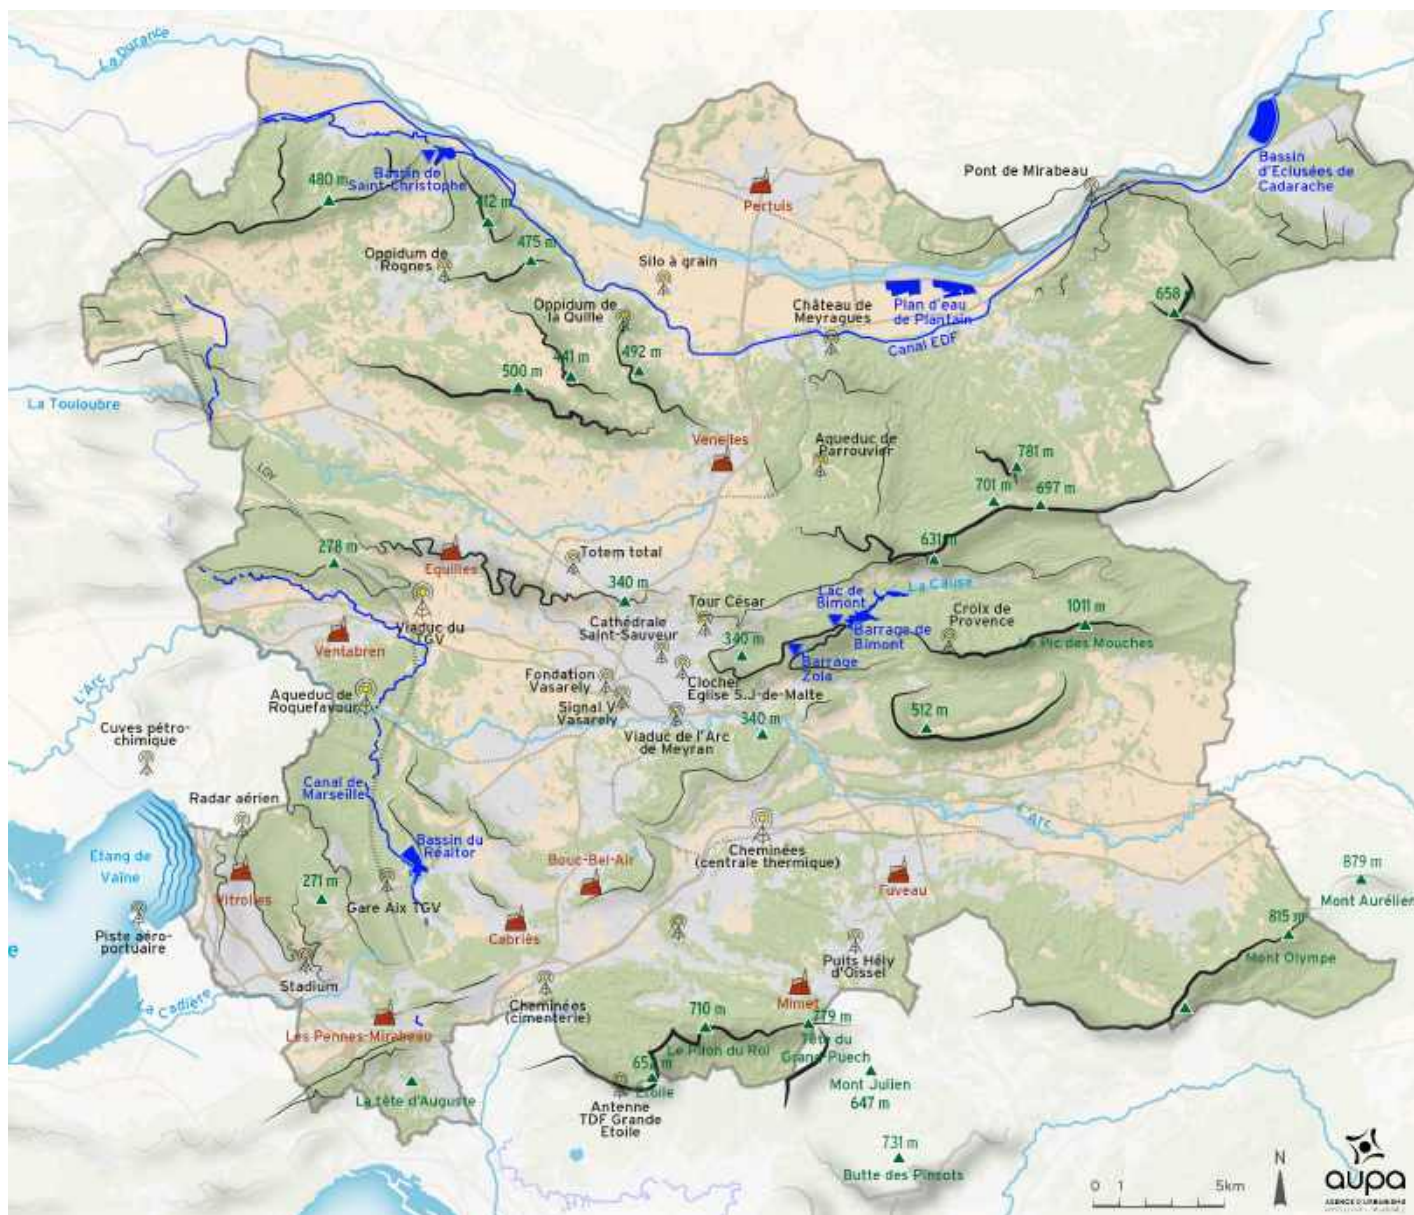 La Durance
Bassin
d'Eclusées de
Cadarache
Pont de Mirabeau
Bassin de
Saint-Christophe
480 m
412 m
Pertuis
475 m
Oppidum de
Rognes
Silo à grain
Oppidum de
la Quille
Château de
Meyragues
Plan d'eau
de Plantain
658 m
Canal EDF
441 m
492 m
500 m
La Touloubre
Venelles
Aqueduc de
Parrouvier
781 m
LGV
701 m
697 m
278 m
Eguilles
Totem total
631 m
340 m
La Cause
Lac de
Bimont
Tour César
Croix de
Provence
1011 m
Cathédrale
Saint-Sauveur
Viaduc du
TGV
Barrage de
Bimont
Le Pic des Mouches
Ventabren
340 m
Barrage
Zola
L'Arc
Fondation
Vasarely
Clocher
Eglise S.J-de-Malte
Aqueduc de
Roquefavour
Signal V
Vasarely
512 m
340 m
Cuves pétro-
chimique
Viaduc de l'Arc
de Meyran
Canal de
Marseille
Radar aérien
L'Arc
Bassin du
Réaltor
Cheminées
(centrale thermique)
Etang de
Vaïne
Bouc-Bel-Air
879 m
Mont Aurélien
Vitrolles
271 m
Fuveau
Gare Aix TGV
815 m
Piste aéro-
portuaire
Cabriès
Mont Olympe
Puits Hély
d'Oissel
e
Stadium
La Cadière
Cheminées
(cimenterie)
Mimet
710 m
779 m
Les Pennes-Mirabeau
Le Pilon du Roi
Tête du
Grand-Puech
Etoile
Mont Julien
647 m
La tête d'Auguste
Antenne
TDF Grande
Etoile
731 m
Butte des Pinsots
N
0 1 5km
aupa